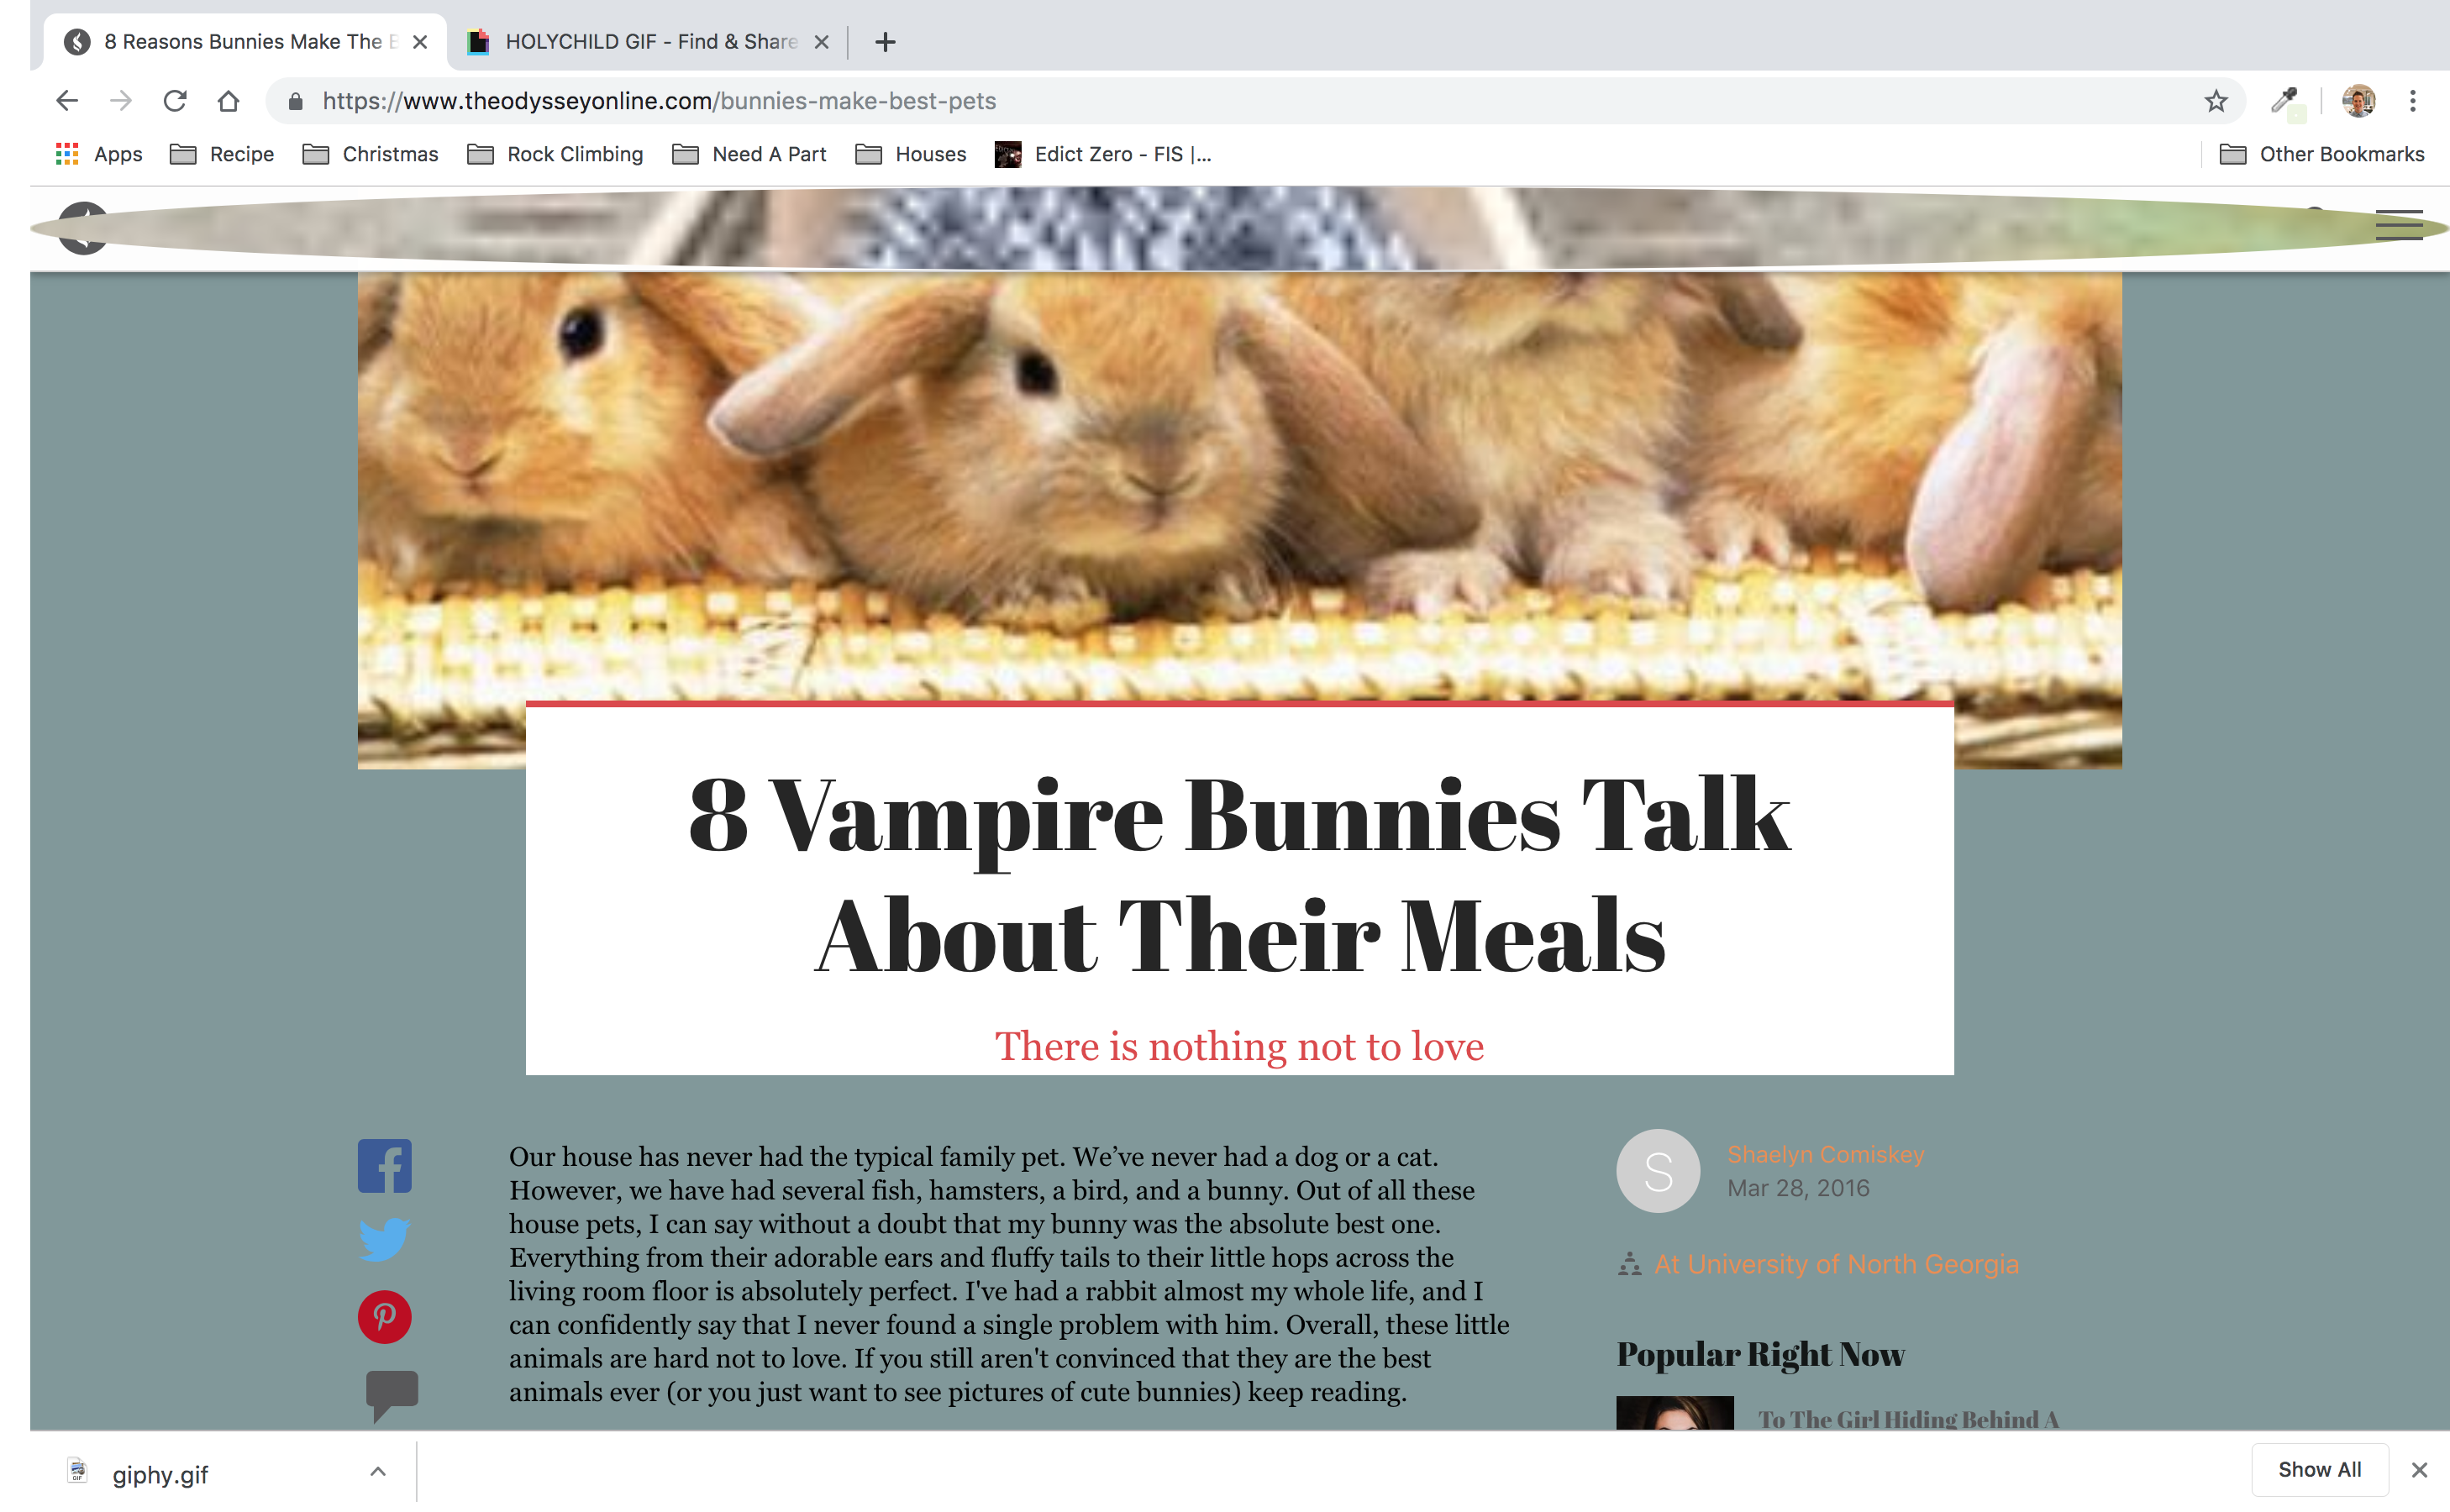 8 Reasons Bunnies Make The B
HOLYCHILD GIF - Find & Share
https://www.theodysseyonline.com/bunnies-make-best-pets
Apps Recipe Christmas Rock Climbing Need A Part Houses Edict Zero - FIS |... Other Bookmarks
8 Vampire Bunnies Talk
About Their Meals
There is nothing not to love
Our house has never had the typical family pet. We’ve never had a dog or a cat.
However, we have had several fish, hamsters, a bird, and a bunny. Out of all these
house pets, I can say without a doubt that my bunny was the absolute best one.
Everything from their adorable ears and fluffy tails to their little hops across the
living room floor is absolutely perfect. I've had a rabbit almost my whole life, and I
can confidently say that I never found a single problem with him. Overall, these little
animals are hard not to love. If you still aren't convinced that they are the best
animals ever (or you just want to see pictures of cute bunnies) keep reading.
S
Shaelyn Comiskey
Mar 28, 2016
At University of North Georgia
Popular Right Now
To The Girl Hiding Behind A
GIF
giphy.gif
Show All